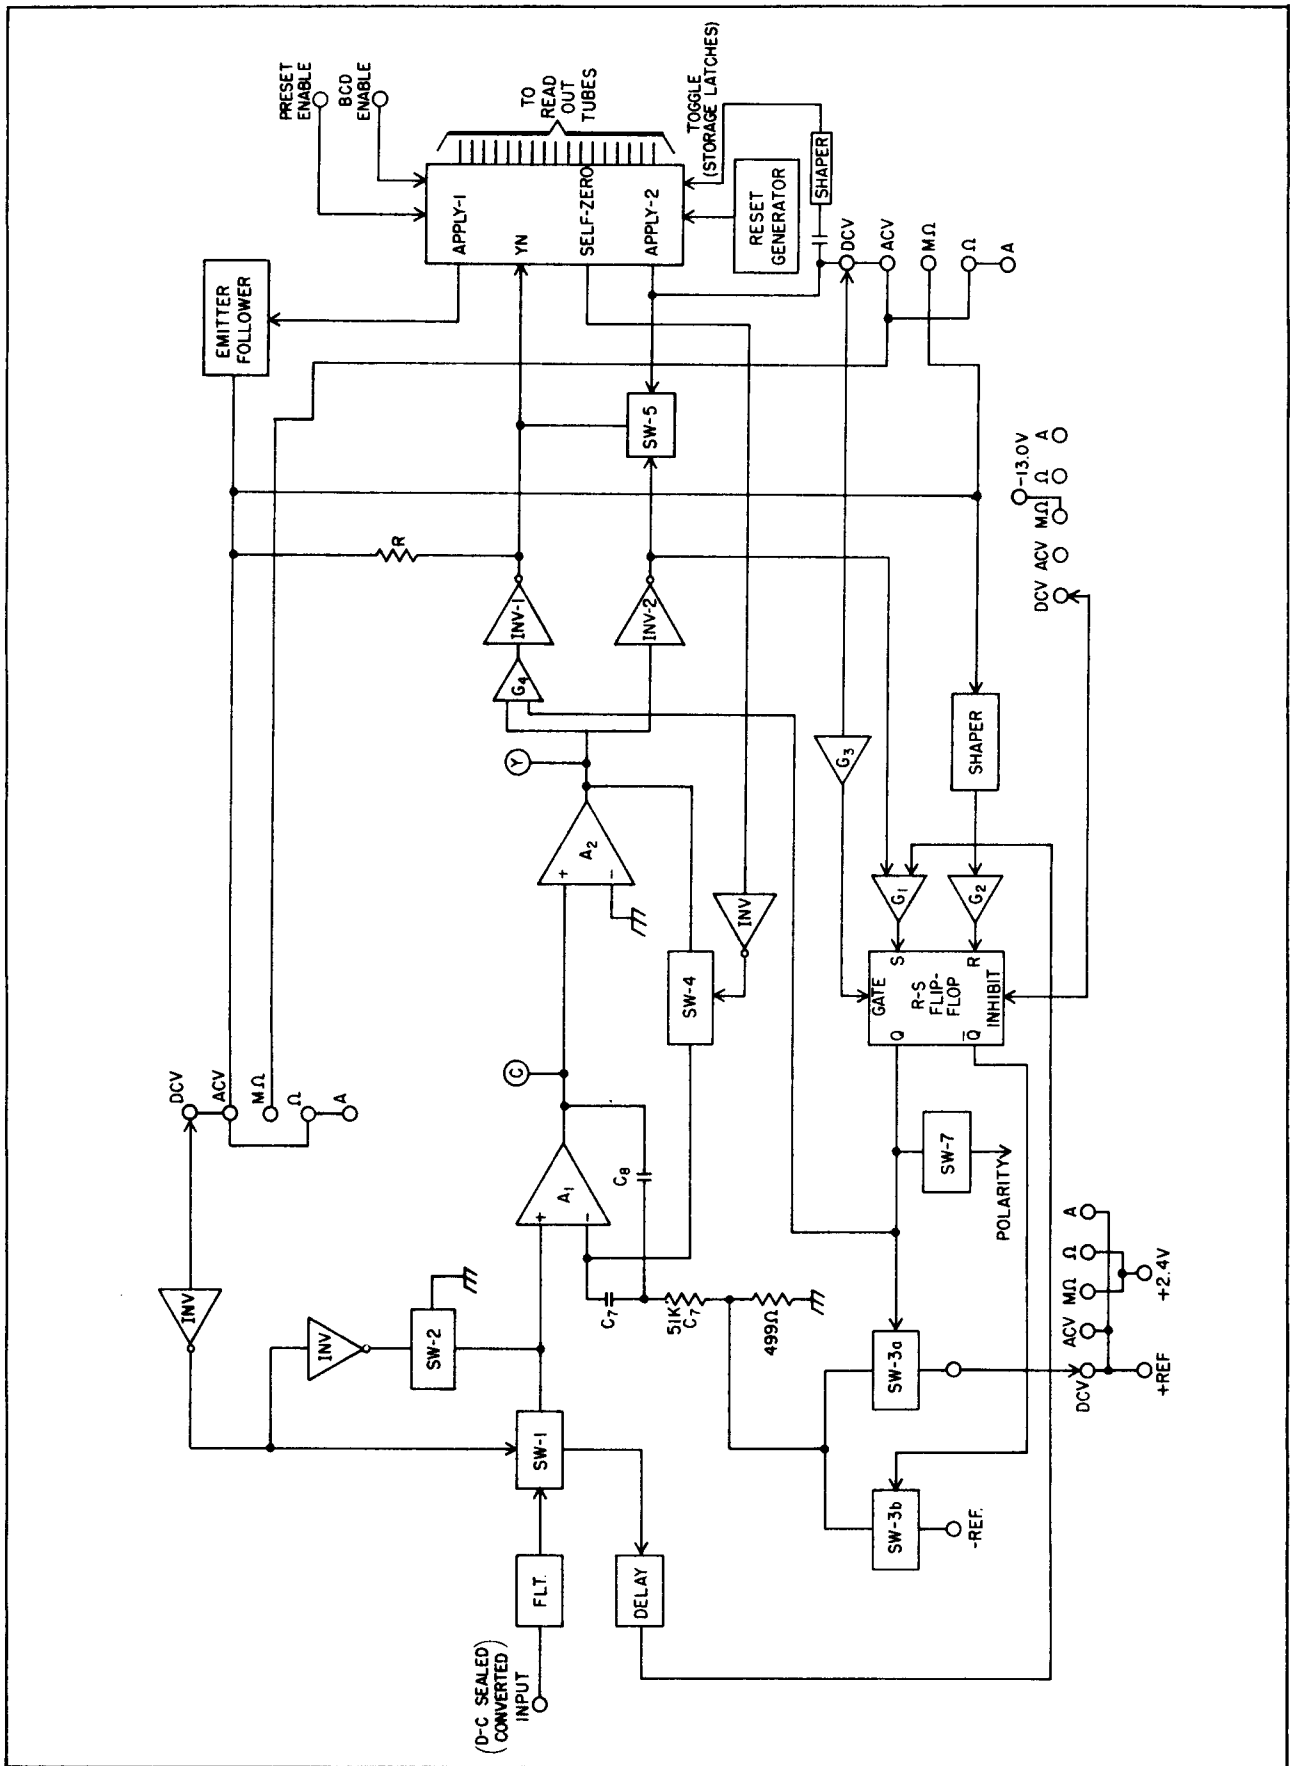 PRESET
ENABLE
BCD
ENABLE
EMITTER
FOLLOWER
APPLY-1
YN
SELF-ZERO
APPLY-2
TO
READ
OUT
TUBES
TOGGLE
(STORAGE LATCHES)
RESET
GENERATOR
SHAPER
DCV
ACV
MΩ
Ω
A
SW-5
R
INV-1
INV-2
G4
-13.0V
DCV
ACV
MΩ
Ω
A
Y
G3
SHAPER
A2
+
-
INV
SW-4
G1
G2
GATE
S
R-S
FLIP-
FLOP
R
INHIBIT
Q
Q̅
C
DCV
ACV
MΩ
Ω
A
A1
+
-
C8
SW-7
POLARITY
INV
INV
SW-2
C7
51K
C7
499Ω
SW-3a
SW-3b
-REF.
DCV
ACV
MΩ
Ω
A
+REF
+2.4V
SW-1
FLT.
DELAY
(D-C SEALED
CONVERTED)
INPUT